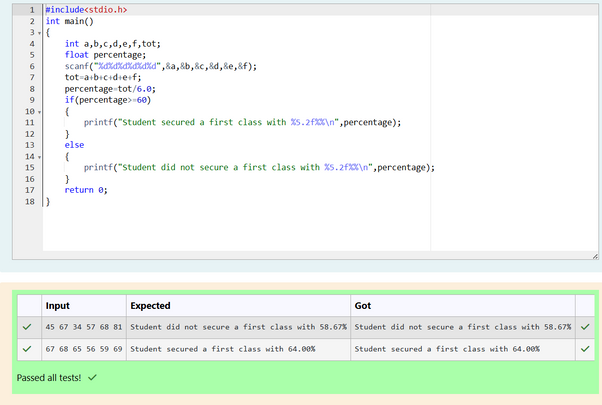 1 #include<stdio.h>
2 int main()
3 {
4 int a,b,c,d,e,f,tot;
5 float percentage;
6 scanf("%d%d%d%d%d%d",&a,&b,&c,&d,&e,&f);
7 tot=a+b+c+d+e+f;
8 percentage=tot/6.0;
9 if(percentage>=60)
10 {
11 printf("Student secured a first class with %5.2f%%\n",percentage);
12 }
13 else
14 {
15 printf("Student did not secure a first class with %5.2f%%\n",percentage);
16 }
17 return 0;
18 }
Input Expected Got
45 67 34 57 68 81 Student did not secure a first class with 58.67% Student did not secure a first class with 58.67%
67 68 65 56 59 69 Student secured a first class with 64.00% Student secured a first class with 64.00%
Passed all tests!